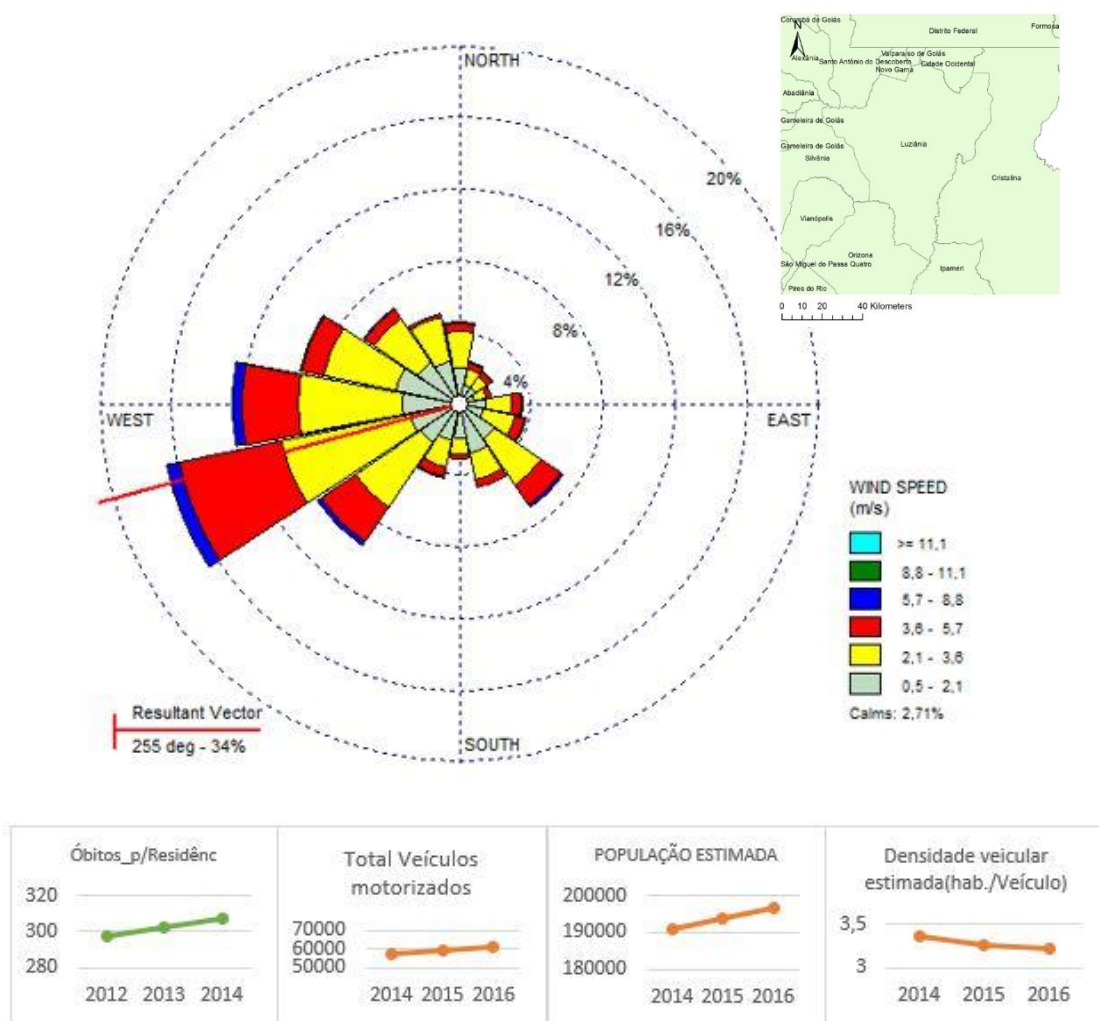 NORTH
20%
16%
12%
8%
4%
WEST
EAST
SOUTH
Resultant Vector
255 deg - 34%
WIND SPEED
(m/s)
>= 11,1
8,8 - 11,1
5,7 - 8,8
3,6 - 5,7
2,1 - 3,6
0,5 - 2,1
Calms: 2,71%
Corumbá de Goiás
N
Distrito Federal
Formosa
Alexânia
Valparaíso de Goiás
Santo Antônio do Descoberto
Cidade Ocidental
Novo Gama
Abadiânia
Gameleira de Goiás
Luziânia
Gameleira de Goiás
Silvânia
Cristalina
Vianópolis
Orizona
São Miguel do Passa Quatro
Ipameri
Pires do Rio
0 10 20 40 Kilometers
Óbitos_p/Residênc
320
300
280
2012 2013 2014
Total Veículos
motorizados
70000
60000
50000
2014 2015 2016
POPULAÇÃO ESTIMADA
200000
190000
180000
2014 2015 2016
Densidade veicular
estimada(hab./Veículo)
3,5
3
2014 2015 2016